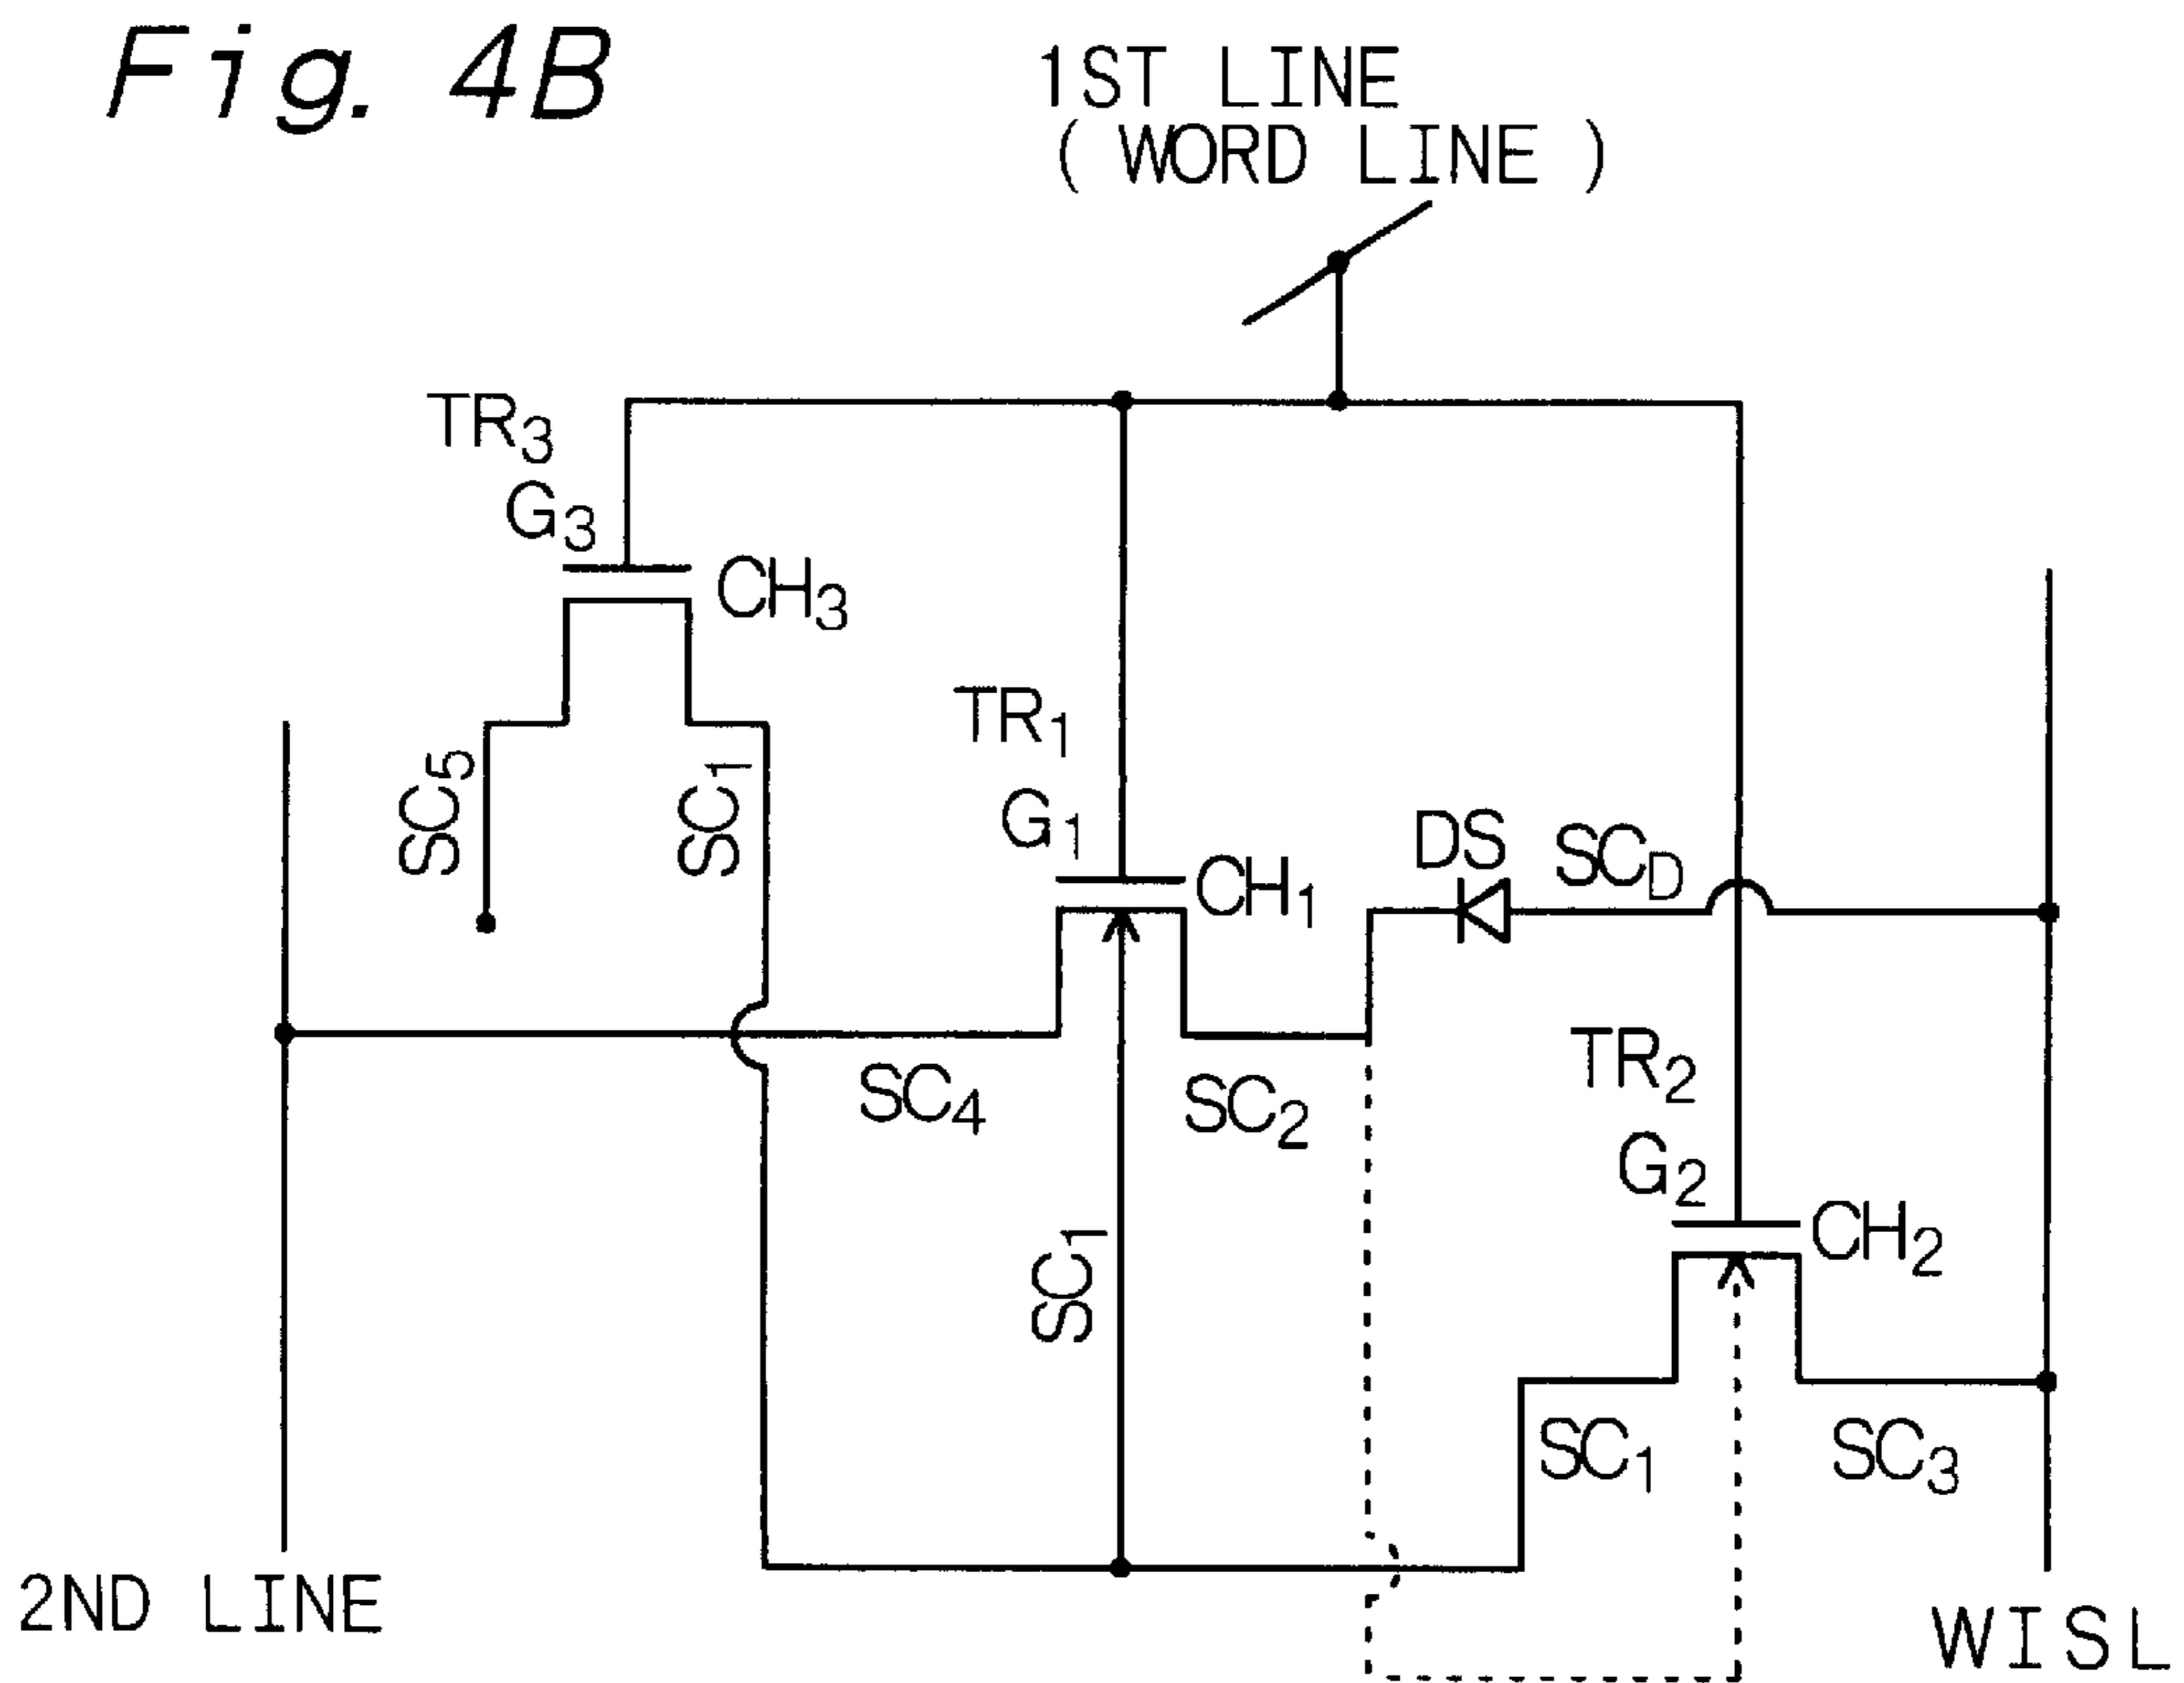 Fig. 4B
1ST LINE
( WORD LINE )
TR3
G3
CH3
TR1
G1
CH1
SC5
SC1
DS
SCD
SC4
SC2
TR2
G2
CH2
SC1
SC1
SC3
2ND LINE
WISL